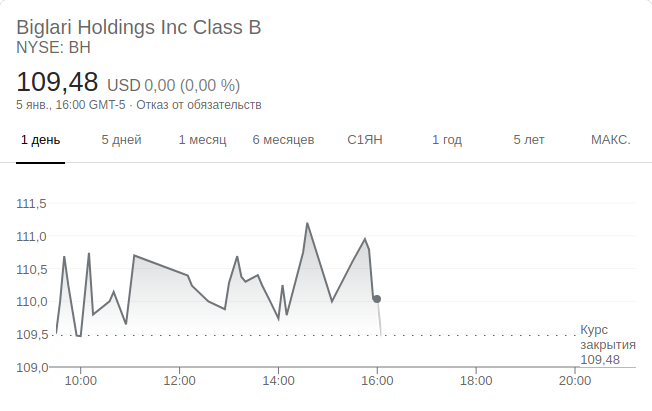 Biglari Holdings Inc Class B
NYSE: BH
109,48 USD 0,00 (0,00 %)
5 янв., 16:00 GMT-5 · Отказ от обязательств
1 день 5 дней 1 месяц 6 месяцев С1ЯН 1 год 5 лет МАКС.
111,5
111,0
110,5
110,0
109,5
109,0
Курс
закрытия
109,48
10:00 12:00 14:00 16:00 18:00 20:00